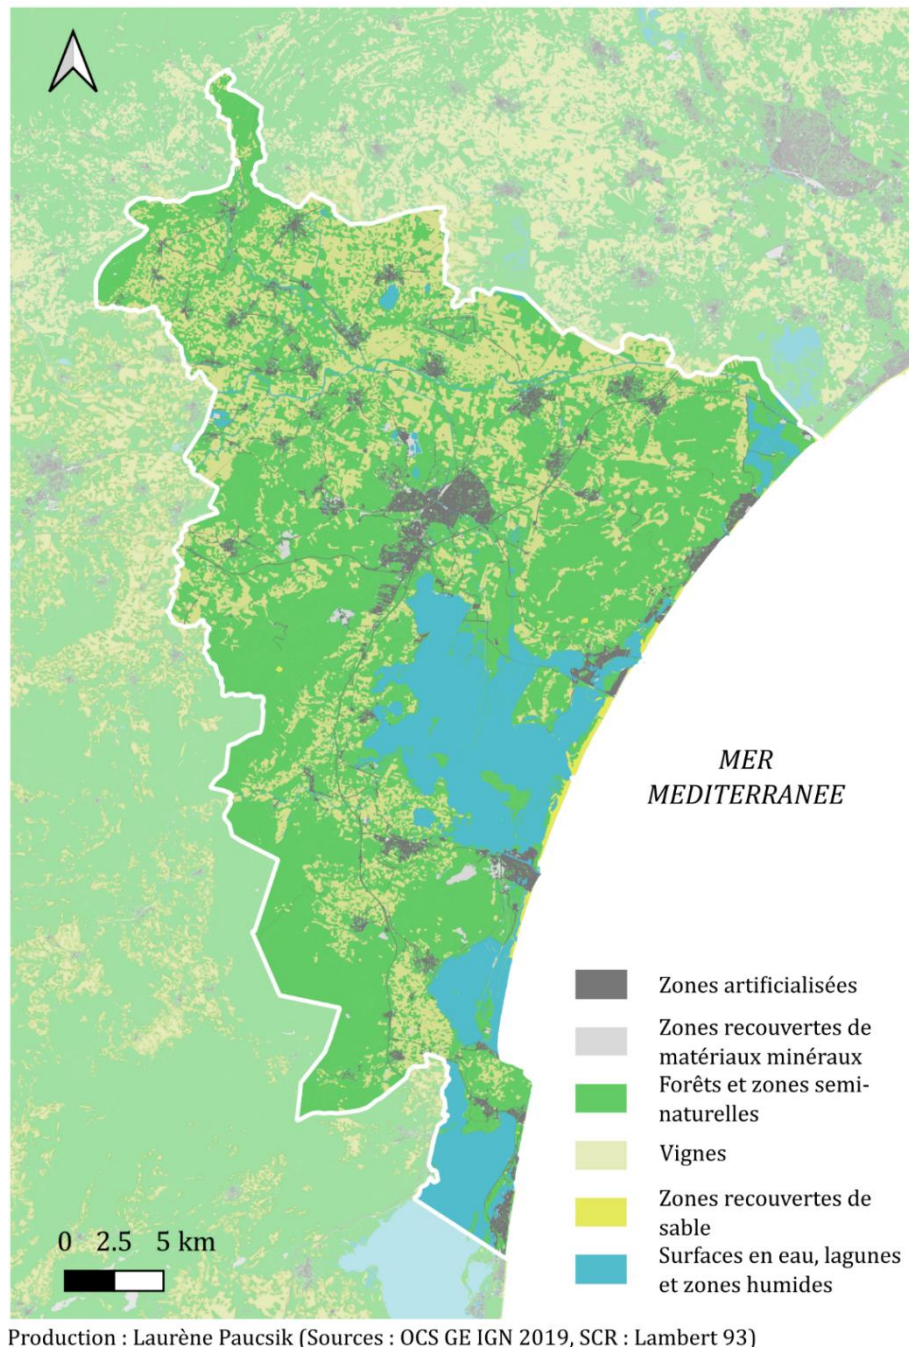 MER
MEDITERRANEE
Zones artificialisées
Zones recouvertes de
matériaux minéraux
Forêts et zones semi-
naturelles
Vignes
Zones recouvertes de
sable
Surfaces en eau, lagunes
et zones humides
0 2.5 5 km
Production : Laurène Paucsik (Sources : OCS GE IGN 2019, SCR : Lambert 93)